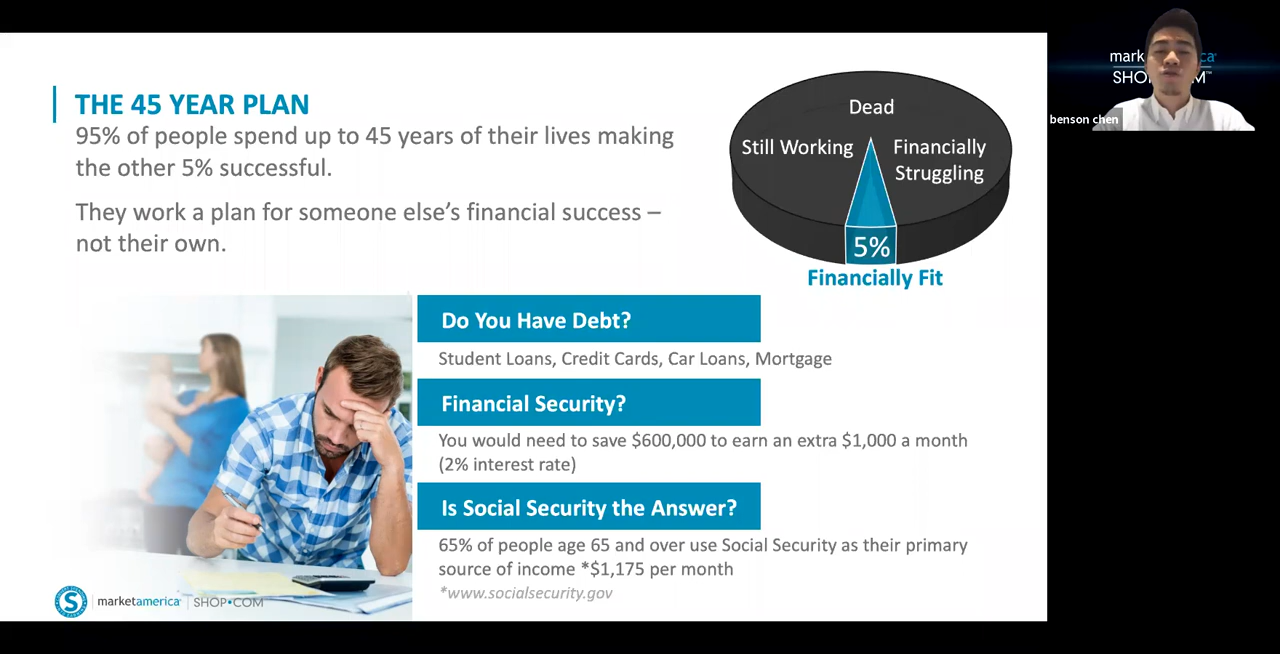 THE 45 YEAR PLAN
95% of people spend up to 45 years of their lives making
the other 5% successful.
They work a plan for someone else's financial success –
not their own.
Dead
Still Working
Financially
Struggling
5%
Financially Fit
Do You Have Debt?
Student Loans, Credit Cards, Car Loans, Mortgage
Financial Security?
You would need to save $600,000 to earn an extra $1,000 a month
(2% interest rate)
Is Social Security the Answer?
65% of people age 65 and over use Social Security as their primary
source of income *$1,175 per month
*www.socialsecurity.gov
S
marketamerica
SHOP•COM
mark ca
SHO M™
benson chen